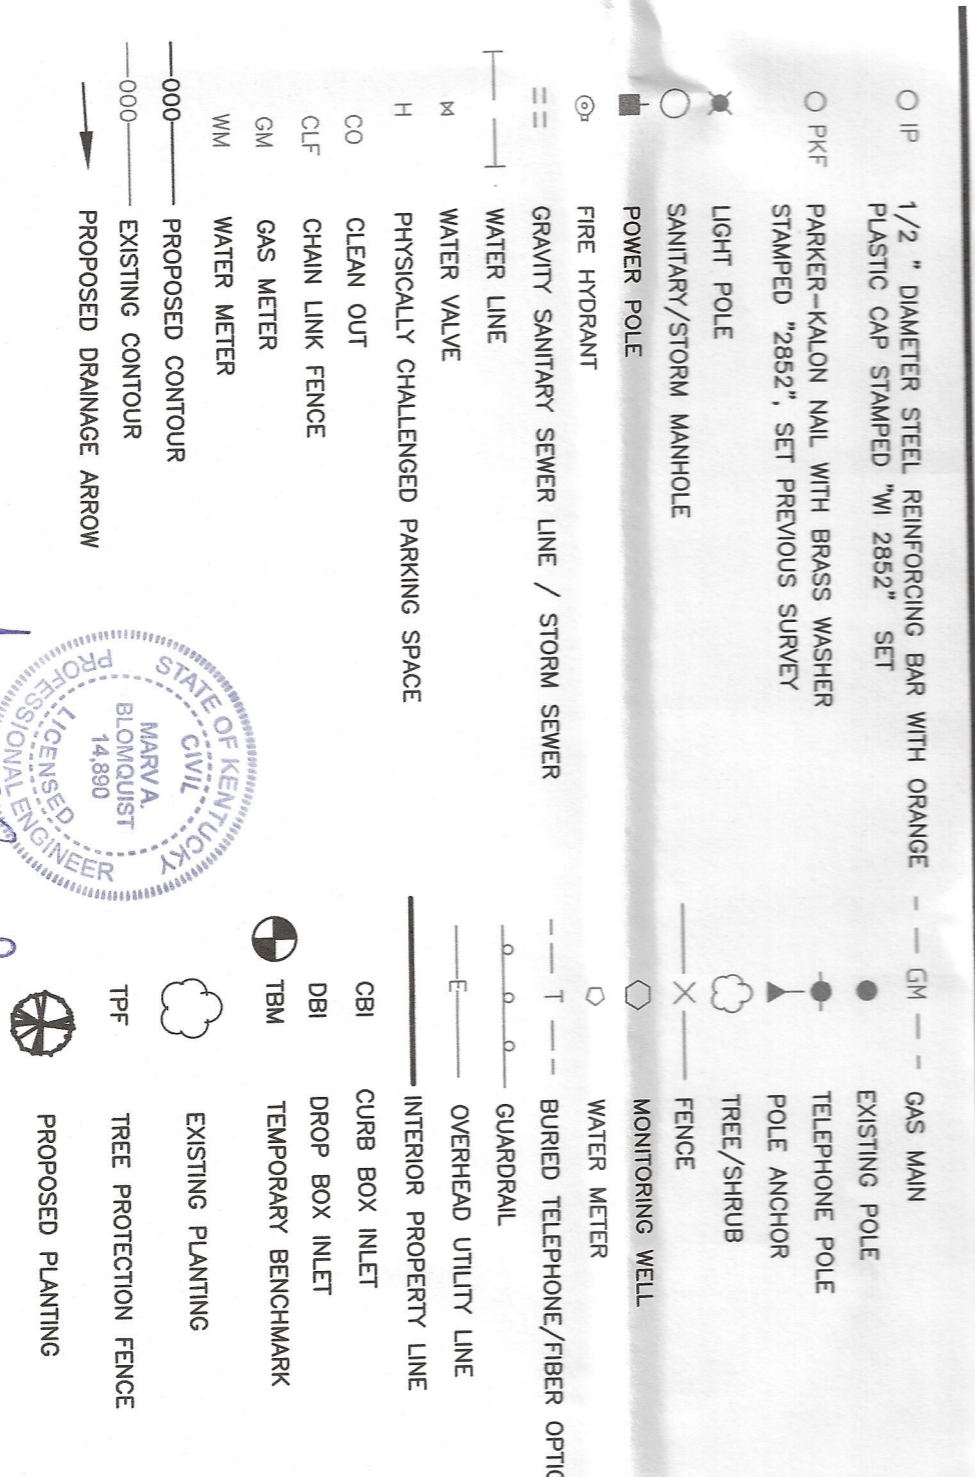 IP 1/2 " DIAMETER STEEL REINFORCING BAR WITH ORANGE
PLASTIC CAP STAMPED "WI 2852" SET
PKF PARKER-KALON NAIL WITH BRASS WASHER
STAMPED "2852", SET PREVIOUS SURVEY
LIGHT POLE
SANITARY/STORM MANHOLE
POWER POLE
FIRE HYDRANT
GRAVITY SANITARY SEWER LINE / STORM SEWER
WATER LINE
WATER VALVE
H PHYSICALLY CHALLENGED PARKING SPACE
CO CLEAN OUT
CLF CHAIN LINK FENCE
GM GAS METER
WM WATER METER
000 PROPOSED CONTOUR
000 EXISTING CONTOUR
PROPOSED DRAINAGE ARROW
GM GAS MAIN
EXISTING POLE
TELEPHONE POLE
POLE ANCHOR
TREE/SHRUB
X FENCE
MONITORING WELL
WATER METER
T BURIED TELEPHONE/FIBER OPTIC
GUARDRAIL
E OVERHEAD UTILITY LINE
INTERIOR PROPERTY LINE
CBI CURB BOX INLET
DBI DROP BOX INLET
TBM TEMPORARY BENCHMARK
EXISTING PLANTING
TPF TREE PROTECTION FENCE
PROPOSED PLANTING
STATE OF KENTUCKY
CIVIL
MARV A.
BLOMQUIST
14,890
LICENSED
PROFESSIONAL ENGINEER